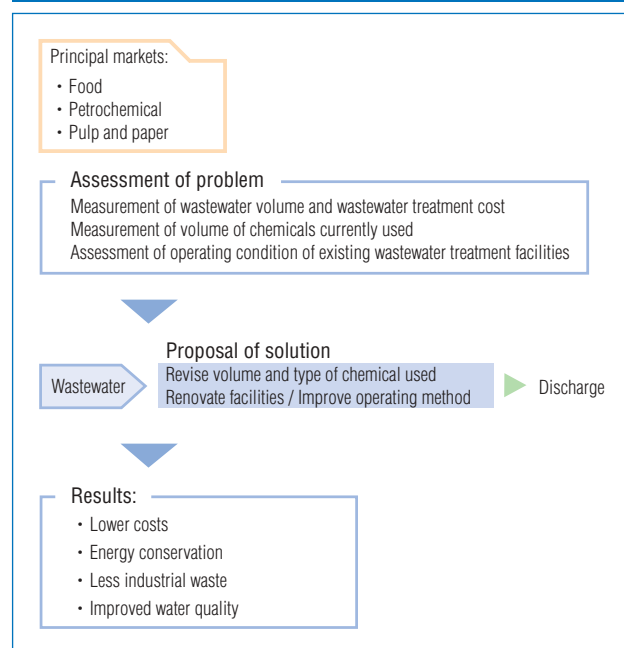 Principal markets:
・Food
・Petrochemical
・Pulp and paper
Assessment of problem
Measurement of wastewater volume and wastewater treatment cost
Measurement of volume of chemicals currently used
Assessment of operating condition of existing wastewater treatment facilities
Proposal of solution
Wastewater
Revise volume and type of chemical used
Renovate facilities / Improve operating method
Discharge
Results:
・Lower costs
・Energy conservation
・Less industrial waste
・Improved water quality